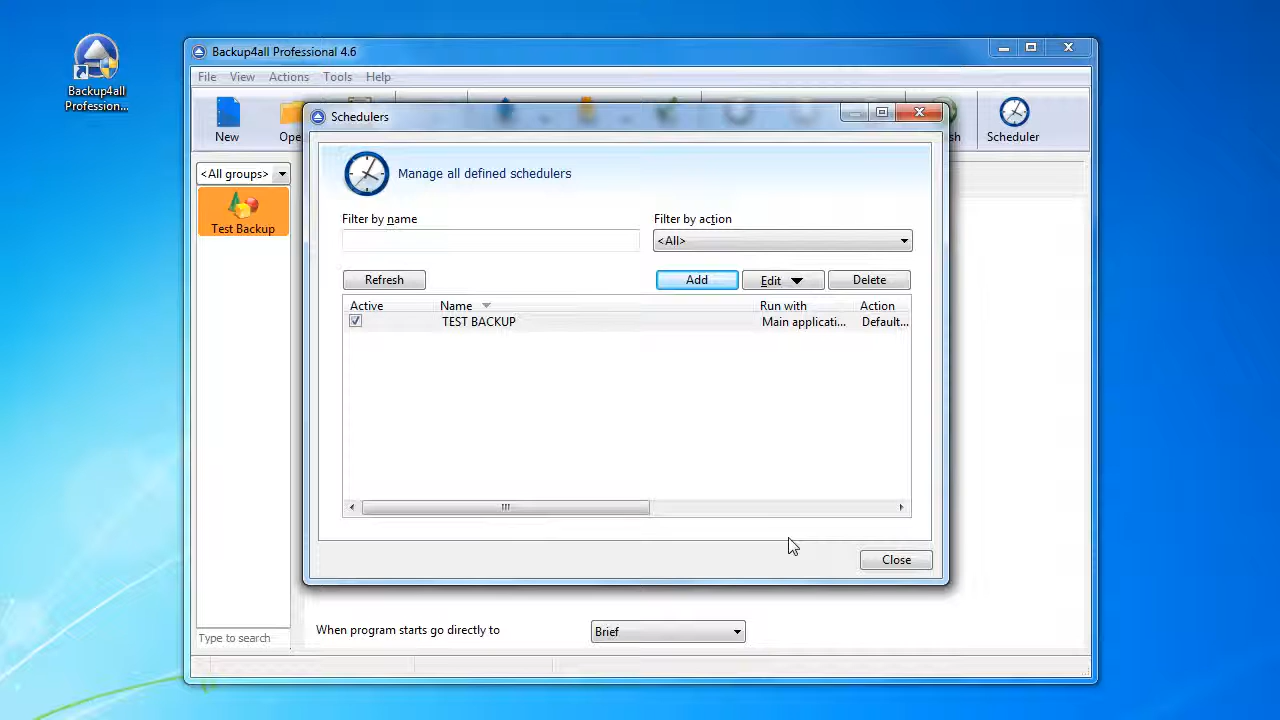 Backup4all
Profession...
Backup4all Professional 4.6
File View Actions Tools Help
New
Scheduler
Schedulers
Manage all defined schedulers
<All groups>
Test Backup
Filter by name
Filter by action
<All>
Refresh
Add
Edit
Delete
Active Name Run with Action
TEST BACKUP Main applicati... Default...
Close
When program starts go directly to
Brief
Type to search